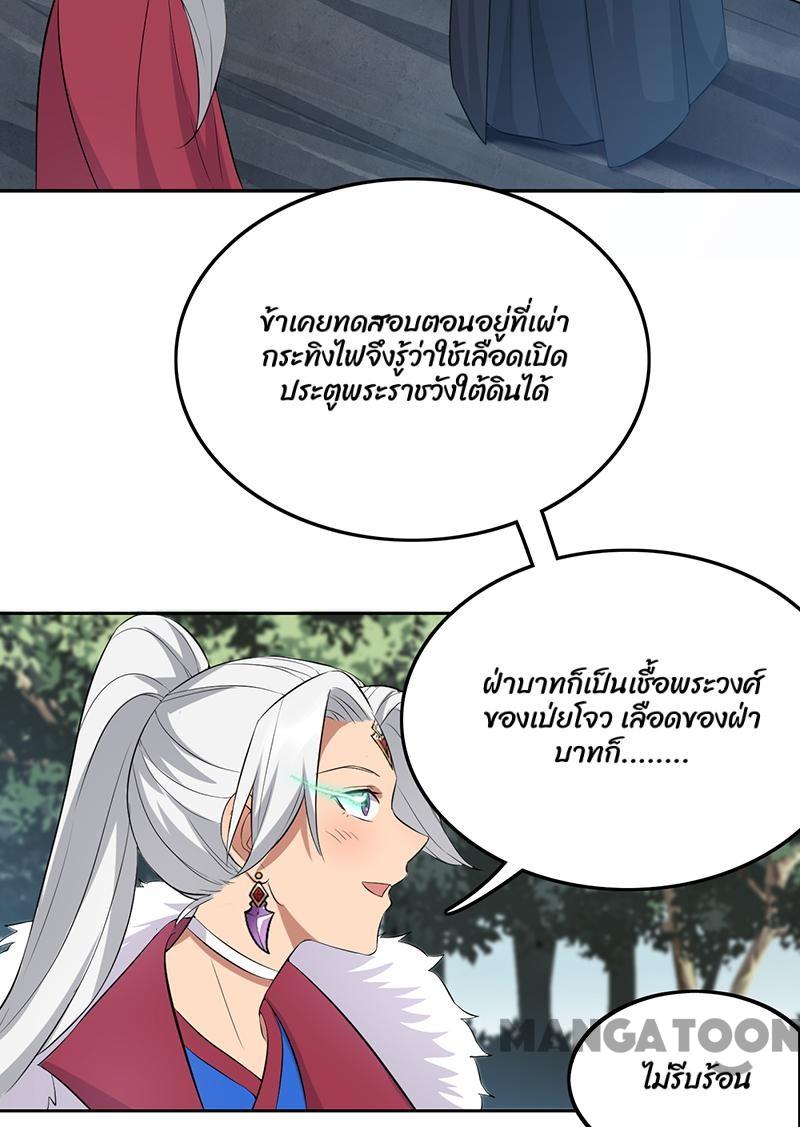 ข้าเคยทดสอบตอนอยู่ที่เผ่า
กระทิงไฟจึงรู้ว่าใช้เลือดเปิด
ประตูพระราชวังใต้ดินได้
ฝ่าบาทก็เป็นเชื้อพระวงศ์
ของเป่ยโจว เลือดของฝ่า
บาทก็........
MANGATOON
ไม่รีบร้อน